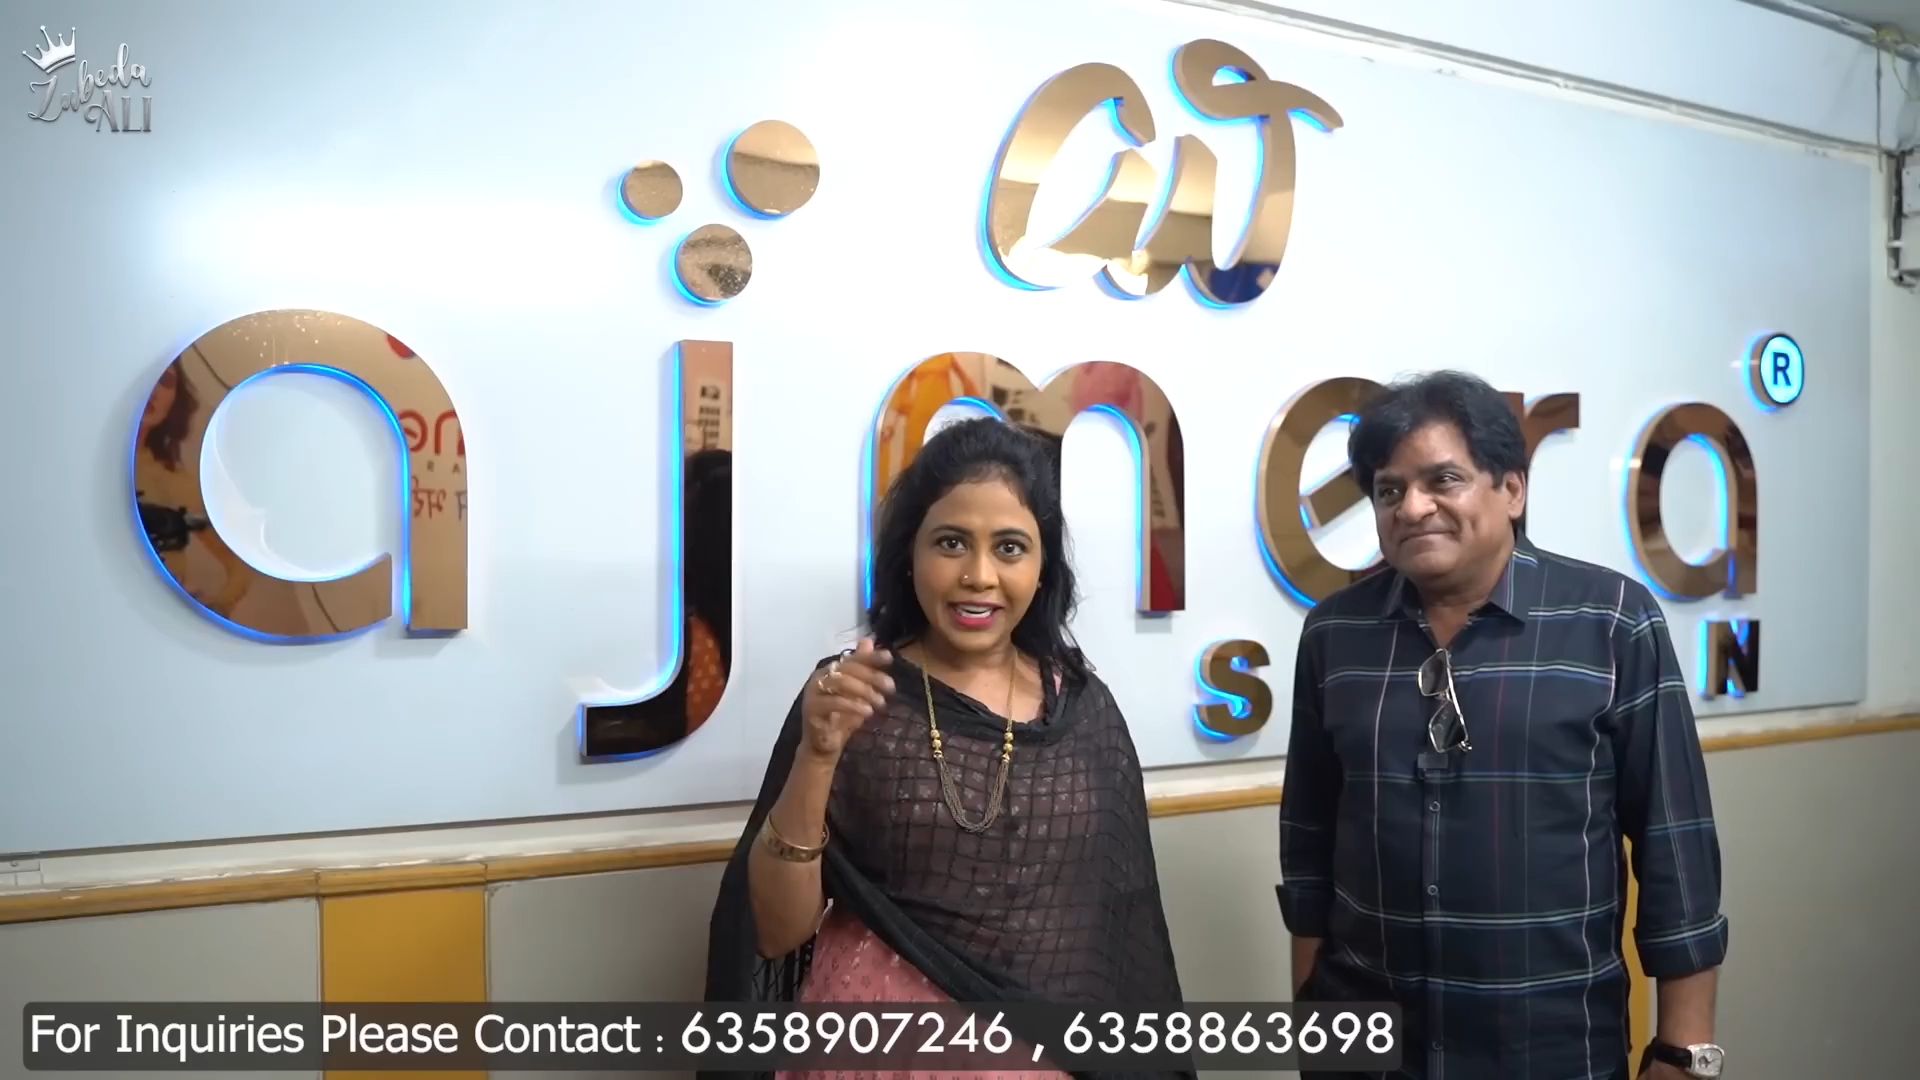 Zubeda
ALI
ajmera
®
S N
For Inquiries Please Contact : 6358907246 , 6358863698